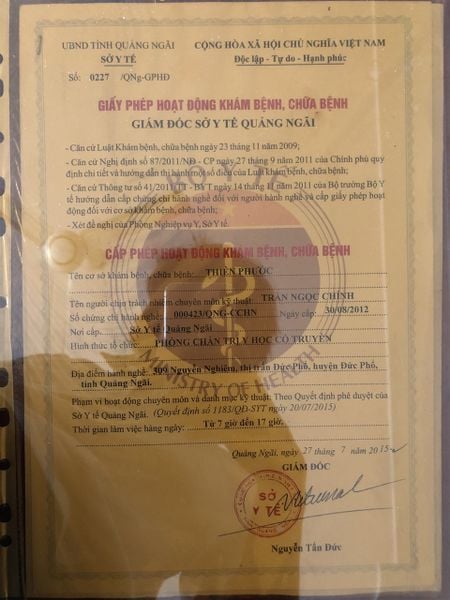 UBND TỈNH QUẢNG NGÃI
SỞ Y TẾ
Số: 0227 /QNg-GPHĐ
CỘNG HÒA XÃ HỘI CHỦ NGHĨA VIỆT NAM
Độc lập - Tự do - Hạnh phúc
GIẤY PHÉP HOẠT ĐỘNG KHÁM BỆNH, CHỮA BỆNH
GIÁM ĐỐC SỞ Y TẾ QUẢNG NGÃI
- Căn cứ Luật Khám bệnh, chữa bệnh ngày 23 tháng 11 năm 2009;
- Căn cứ Nghị định số 87/2011/NĐ - CP ngày 27 tháng 9 năm 2011 của Chính phủ quy
định chi tiết và hướng dẫn thi hành một số điều của Luật khám bệnh, chữa bệnh;
- Căn cứ Thông tư số 41/2011/TT - BYT ngày 14 tháng 11 năm 2011 của Bộ trưởng Bộ Y
tế hướng dẫn cấp chứng chỉ hành nghề đối với người hành nghề và cấp giấy phép hoạt
động đối với cơ sở khám bệnh, chữa bệnh;
- Xét đề nghị của Phòng Nghiệp vụ Y, Sở Y tế.
BỘ Y TẾ
CẤP PHÉP HOẠT ĐỘNG KHÁM BỆNH, CHỮA BỆNH
Tên cơ sở khám bệnh, chữa bệnh: THIÊN PHƯỚC
Tên người chịu trách nhiệm chuyên môn kỹ thuật: TRẦN NGỌC CHÍNH
Số chứng chỉ hành nghề: 000423/QNG-CCHN Ngày cấp: 30/08/2012
Nơi cấp: Sở Y tế Quảng Ngãi
Hình thức tổ chức: PHÒNG CHẨN TRỊ Y HỌC CỔ TRUYỀN
Địa điểm hành nghề: 309 Nguyễn Nghiêm, thị trấn Đức Phổ, huyện Đức Phổ,
tỉnh Quảng Ngãi.
MINISTRY OF HEALTH
Phạm vi hoạt động chuyên môn và danh mục kỹ thuật: Theo Quyết định phê duyệt của
Sở Y tế Quảng Ngãi. (Quyết định số 1183/QĐ-SYT ngày 20/07/2015)
Thời gian làm việc hàng ngày: Từ 7 giờ đến 17 giờ.
Quảng Ngãi, ngày 27 tháng 7 năm 2015
GIÁM ĐỐC
SỞ
Y TẾ
Nguyễn Tấn Đức